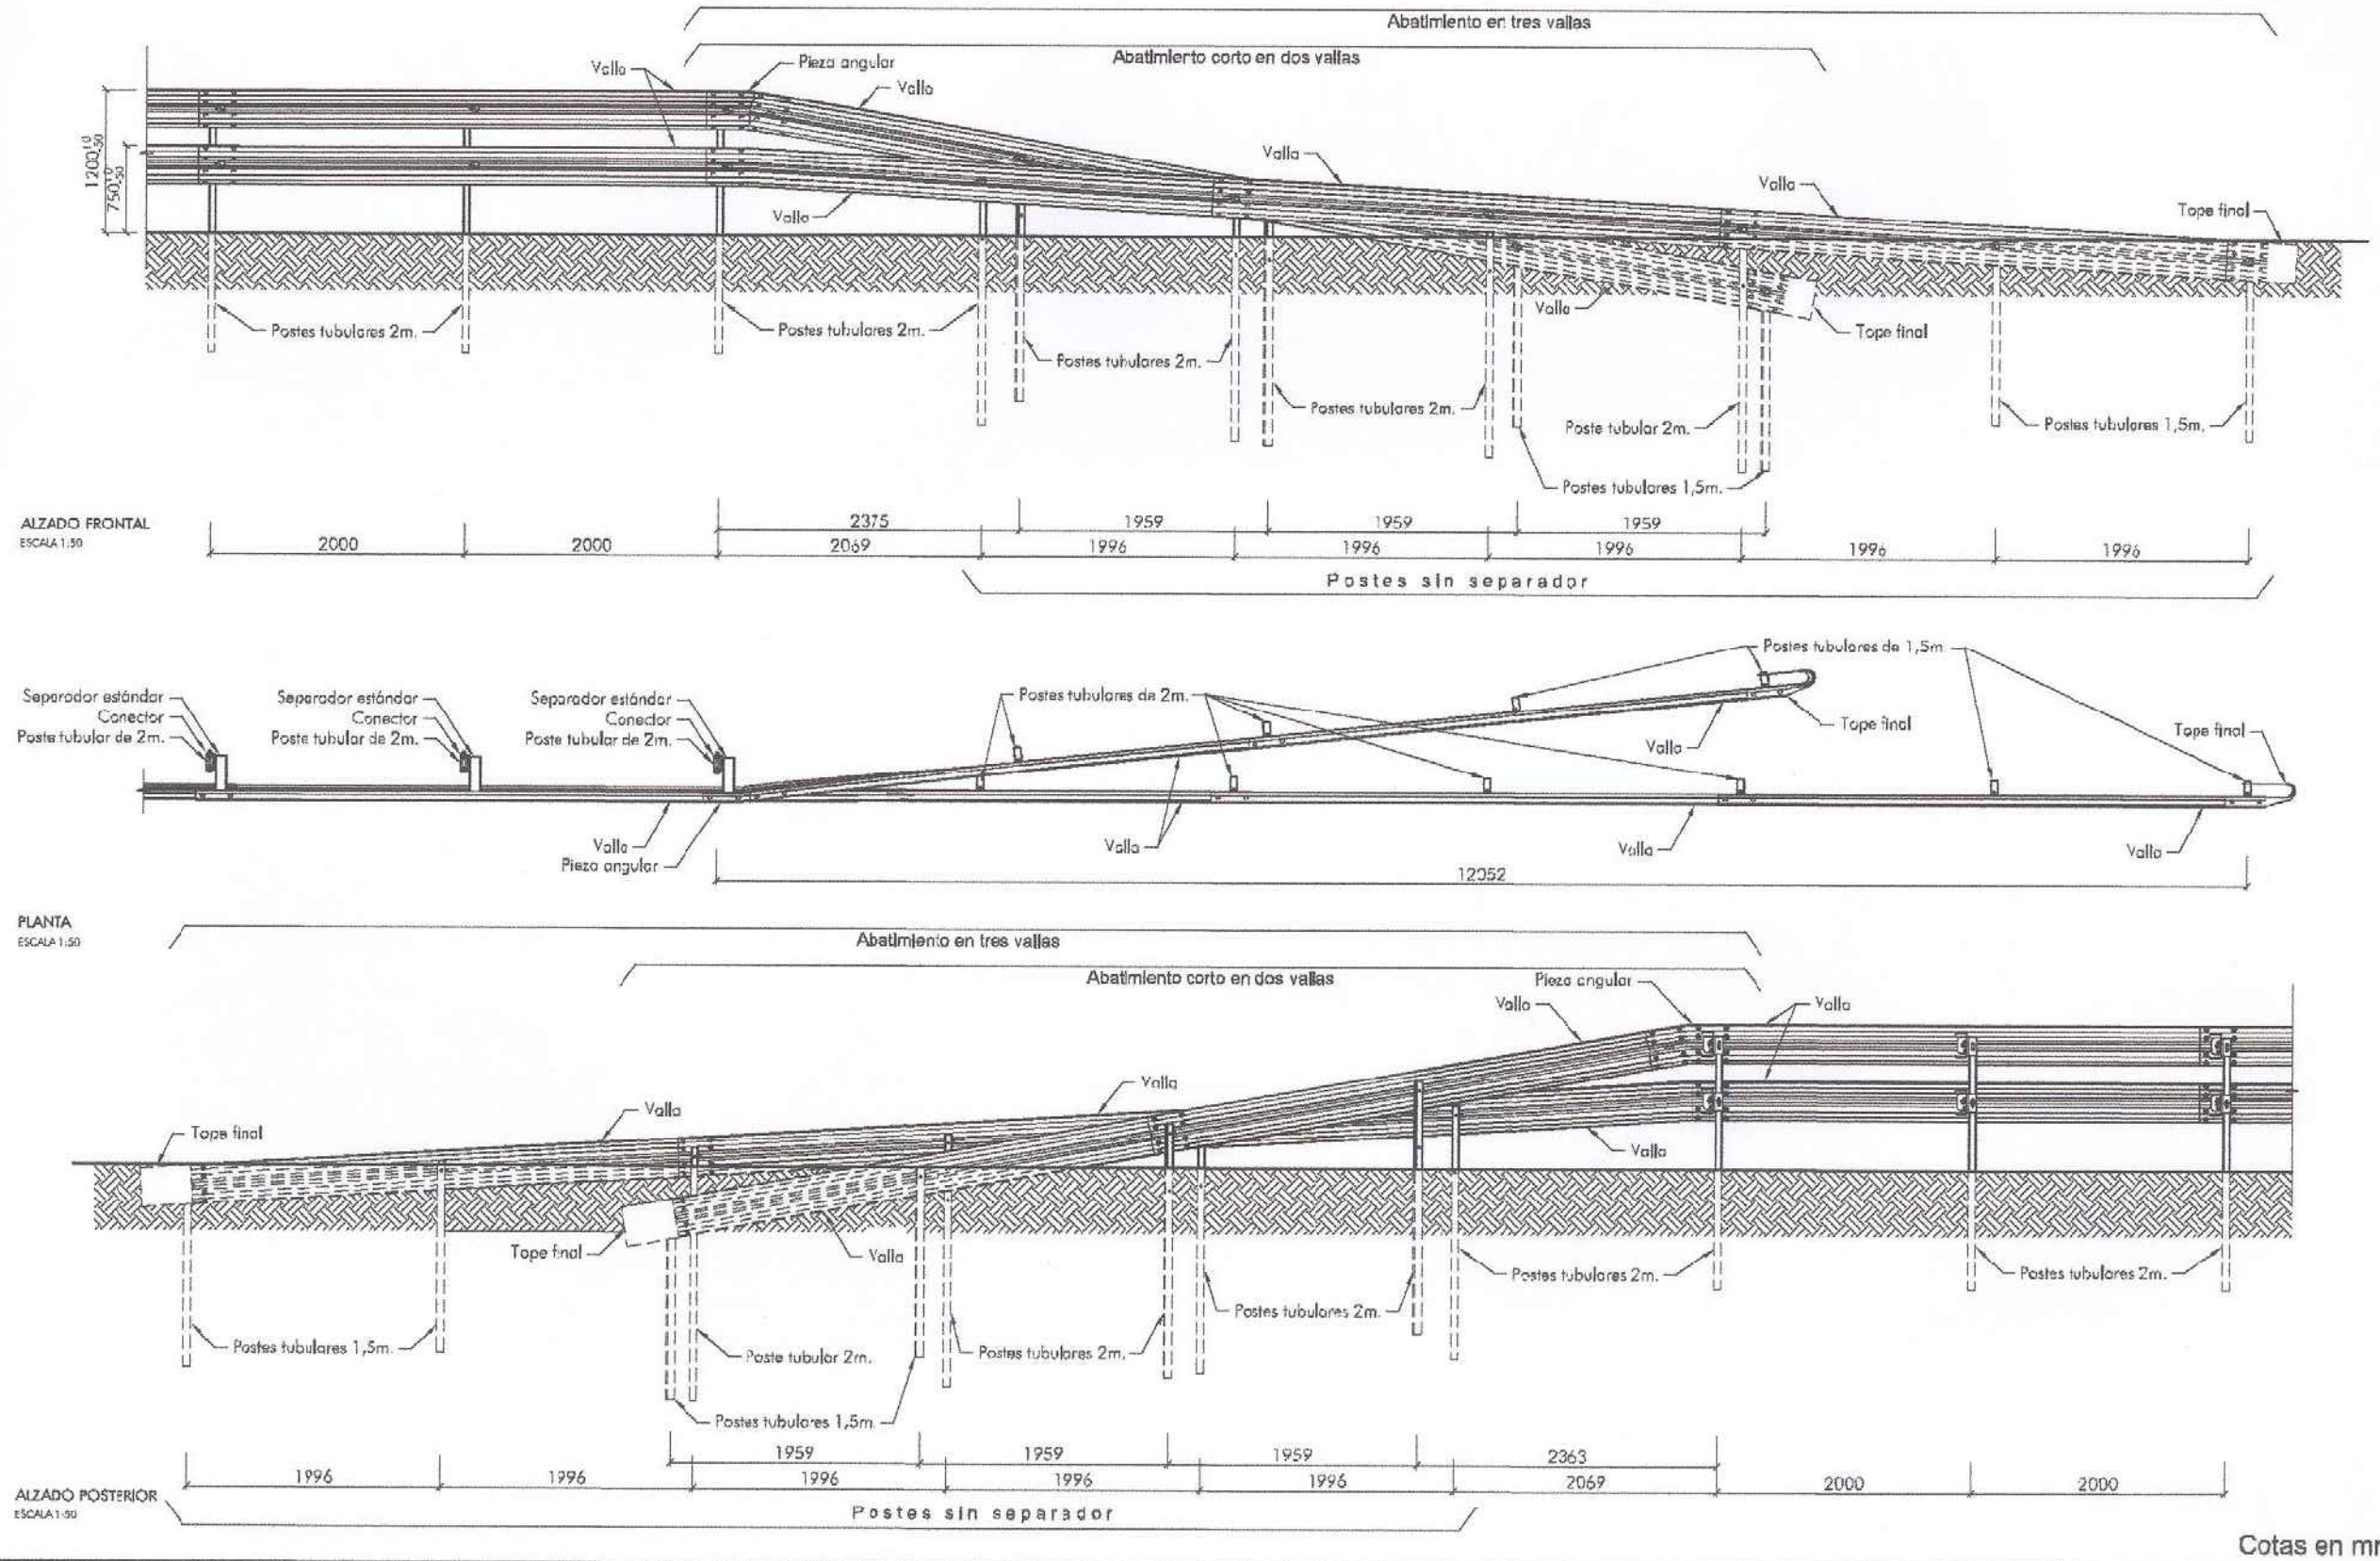 Abatimiento en tres vallas
Abatimiento corto en dos vallas
Valla
Pieza angular
Valla
Valla
Valla
Tope final
1200 +0 -50
750 +0 -50
Valla
Valla
Tope final
Postes tubulares 2m.
Postes tubulares 2m.
Postes tubulares 2m.
Postes tubulares 2m.
Poste tubular 2m.
Postes tubulares 1,5m.
Postes tubulares 1,5m.
ALZADO FRONTAL
ESCALA 1:50
2375
1959
1959
1959
2000
2000
2069
1996
1996
1996
1996
1996
Postes sin separador
Postes tubulares de 1,5m.
Separador estándar
Conector
Poste tubular de 2m.
Separador estándar
Conector
Poste tubular de 2m.
Separador estándar
Conector
Poste tubular de 2m.
Postes tubulares de 2m.
Tope final
Valla
Tope final
Valla
Pieza angular
Valla
Valla
Valla
12052
PLANTA
ESCALA 1:50
Abatimiento en tres vallas
Abatimiento corto en dos vallas
Pieza angular
Valla
Valla
Valla
Valla
Tope final
Valla
Tope final
Valla
Postes tubulares 2m.
Postes tubulares 2m.
Postes tubulares 2m.
Postes tubulares 1,5m.
Poste tubular 2m.
Postes tubulares 2m.
Postes tubulares 1,5m.
1959
1959
1959
2363
1996
1996
1996
1996
1996
2069
2000
2000
ALZADO POSTERIOR
ESCALA 1:50
Postes sin separador
Cotas en